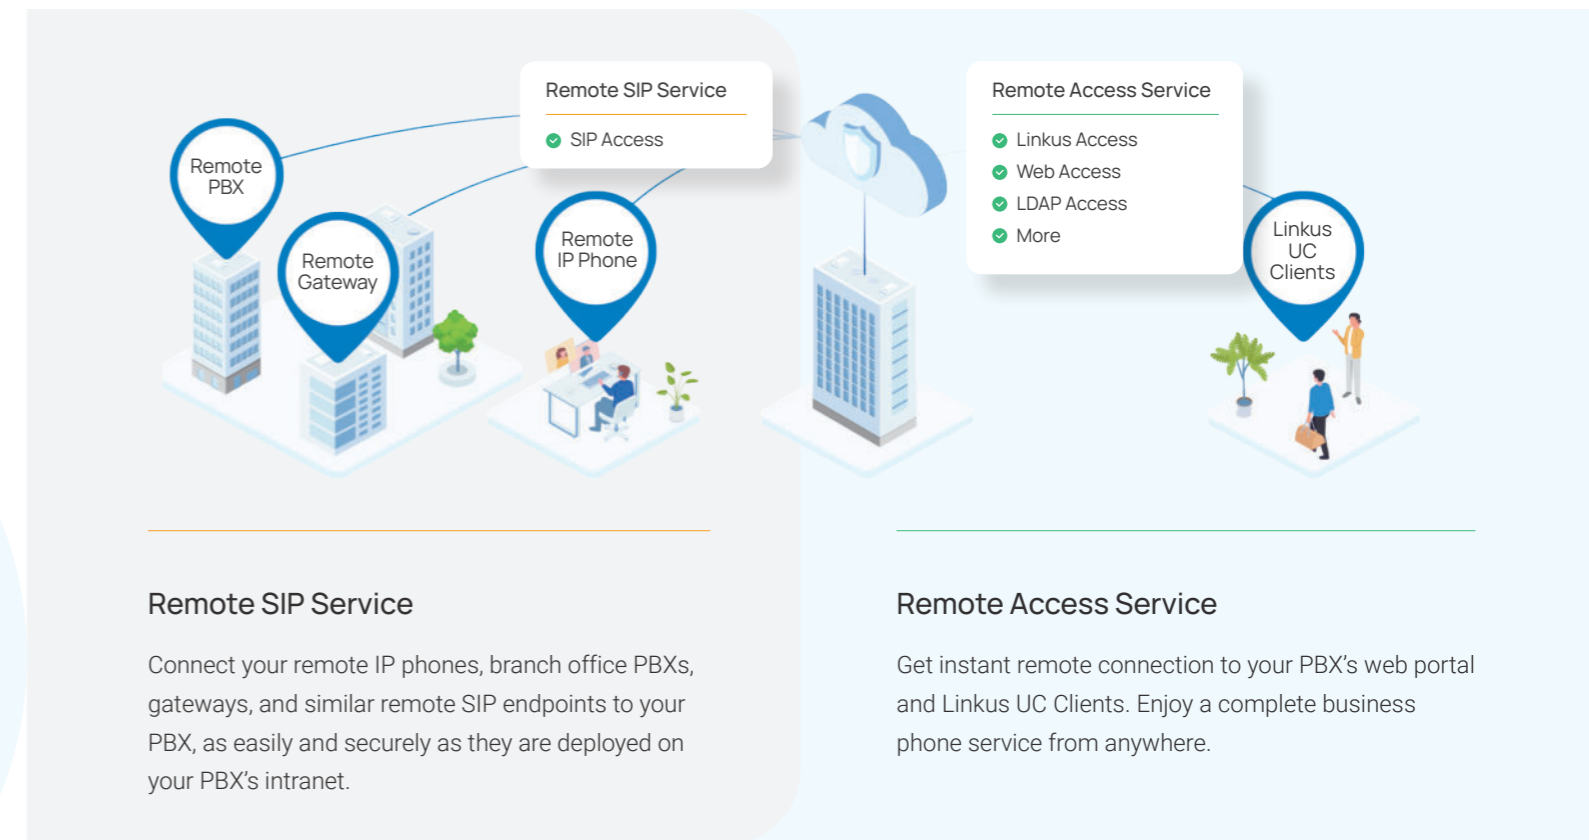 Remote SIP Service
SIP Access
Remote Access Service
Linkus Access
Web Access
LDAP Access
More
Remote
PBX
Remote
Gateway
Remote
IP Phone
Linkus
UC
Clients
Remote SIP Service
Connect your remote IP phones, branch office PBXs,
gateways, and similar remote SIP endpoints to your
PBX, as easily and securely as they are deployed on
your PBX’s intranet.
Remote Access Service
Get instant remote connection to your PBX’s web portal
and Linkus UC Clients. Enjoy a complete business
phone service from anywhere.